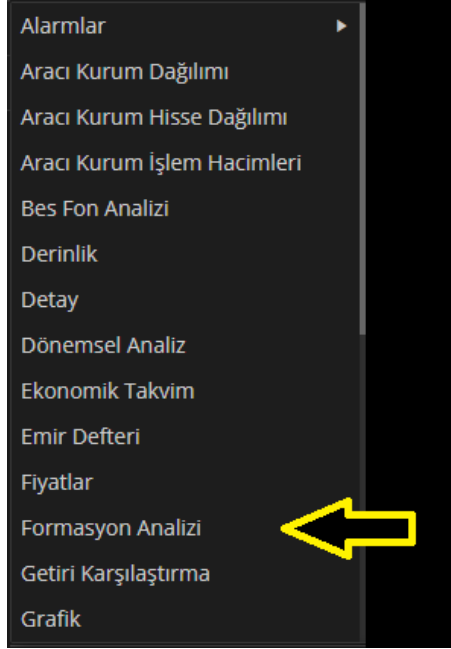 Alarmlar
Aracı Kurum Dağılımı
Aracı Kurum Hisse Dağılımı
Aracı Kurum İşlem Hacimleri
Bes Fon Analizi
Derinlik
Detay
Dönemsel Analiz
Ekonomik Takvim
Emir Defteri
Fiyatlar
Formasyon Analizi
Getiri Karşılaştırma
Grafik